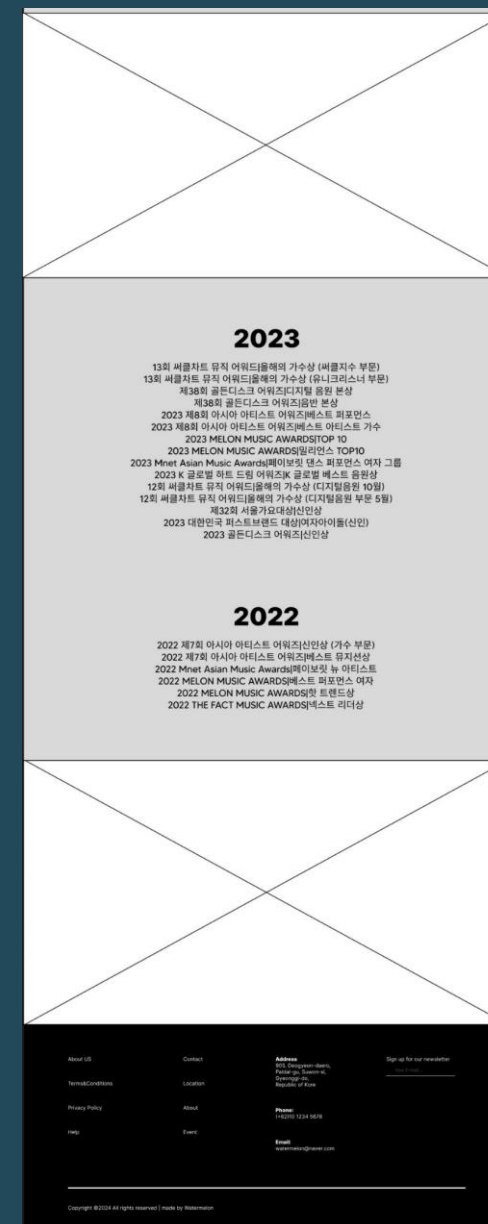 2023
13회 써클차트 뮤직 어워드|올해의 가수상 (써클지수 부문)
13회 써클차트 뮤직 어워드|올해의 가수상 (유니크리스너 부문)
제38회 골든디스크 어워즈|디지털 음원 본상
제38회 골든디스크 어워즈|음반 본상
2023 제8회 아시아 아티스트 어워즈|베스트 퍼포먼스
2023 제8회 아시아 아티스트 어워즈|베스트 아티스트 가수
2023 MELON MUSIC AWARDS|TOP 10
2023 MELON MUSIC AWARDS|밀리언스 TOP10
2023 Mnet Asian Music Awards|페이보릿 댄스 퍼포먼스 여자 그룹
2023 K 글로벌 하트 드림 어워즈|K 글로벌 베스트 음원상
12회 써클차트 뮤직 어워드|올해의 가수상 (디지털음원 10월)
12회 써클차트 뮤직 어워드|올해의 가수상 (디지털음원 부문 5월)
제32회 서울가요대상|신인상
2023 대한민국 퍼스트브랜드 대상|여자아이돌(신인)
2023 골든디스크 어워즈|신인상
2022
2022 제7회 아시아 아티스트 어워즈|신인상 (가수 부문)
2022 제7회 아시아 아티스트 어워즈|베스트 뮤지션상
2022 Mnet Asian Music Awards|페이보릿 뉴 아티스트
2022 MELON MUSIC AWARDS|베스트 퍼포먼스 여자
2022 MELON MUSIC AWARDS|핫 트렌드상
2022 THE FACT MUSIC AWARDS|넥스트 리더상
About US
Terms&Conditions
Privacy Policy
Help
Contact
Location
About
Event
Address
905, Deogyeon-daero,
Paldal-gu, Suwon-si,
Gyeonggi-do,
Republic of Kore
Phone:
(+82)10 1234 5678
Email:
watermelon@naver.com
Sign up for our newsletter
Your E-mail
Copyright ©2024 All rights reserved | made by Watermelon